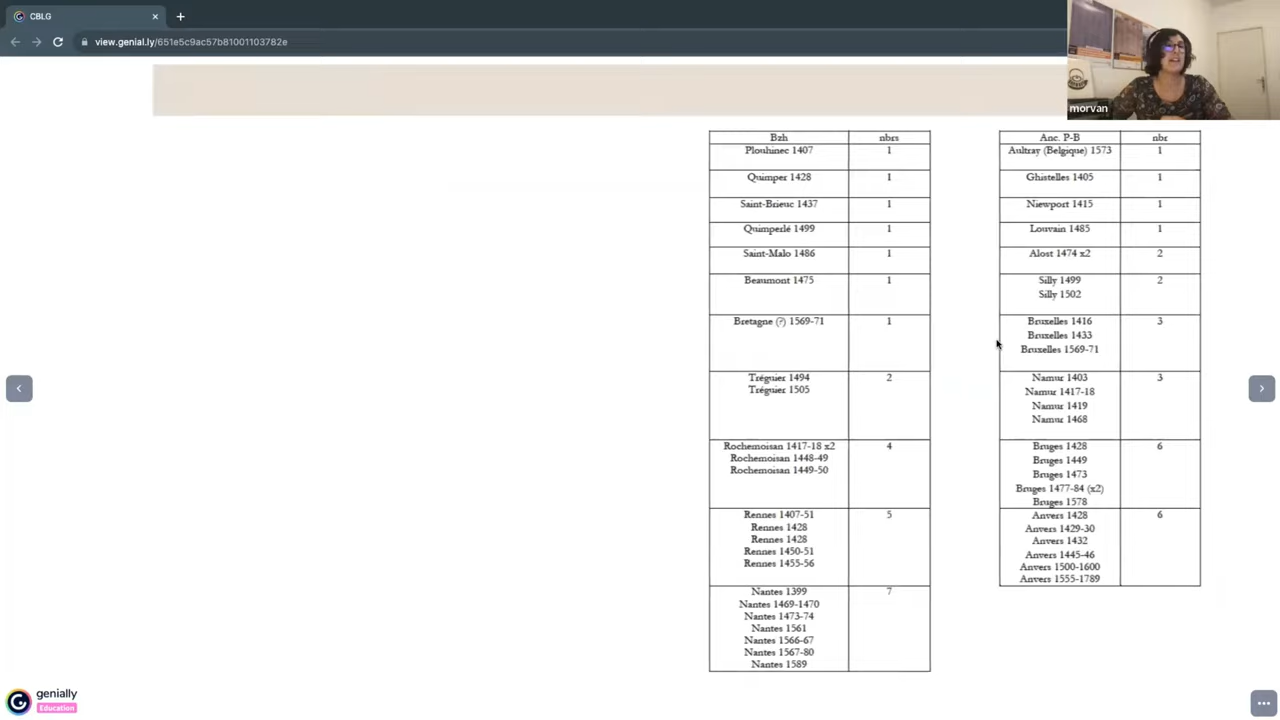 CBLG
view.genial.ly/651e5c9ac57b81001103782e
morvan
Bzh nbrs
Plouhinec 1407 1
Quimper 1428 1
Saint-Brieuc 1437 1
Quimperlé 1499 1
Saint-Malo 1486 1
Beaumont 1475 1
Bretagne (?) 1569-71 1
Tréguier 1494 2
Tréguier 1505
Rochemoisan 1417-18 x2 4
Rochemoisan 1448-49
Rochemoisan 1449-50
Rennes 1407-51 5
Rennes 1428
Rennes 1428
Rennes 1450-51
Rennes 1455-56
Nantes 1399 7
Nantes 1469-1470
Nantes 1473-74
Nantes 1561
Nantes 1566-67
Nantes 1567-80
Nantes 1589
Anc. P-B nbr
Aultray (Belgique) 1573 1
Ghistelles 1405 1
Niewport 1415 1
Louvain 1485 1
Alost 1474 x2 2
Silly 1499 2
Silly 1502
Bruxelles 1416 3
Bruxelles 1433
Bruxelles 1569-71
Namur 1403 3
Namur 1417-18
Namur 1419
Namur 1468
Bruges 1428 6
Bruges 1449
Bruges 1473
Bruges 1477-84 (x2)
Bruges 1578
Anvers 1428 6
Anvers 1429-30
Anvers 1432
Anvers 1445-46
Anvers 1500-1600
Anvers 1555-1789
genially
Education